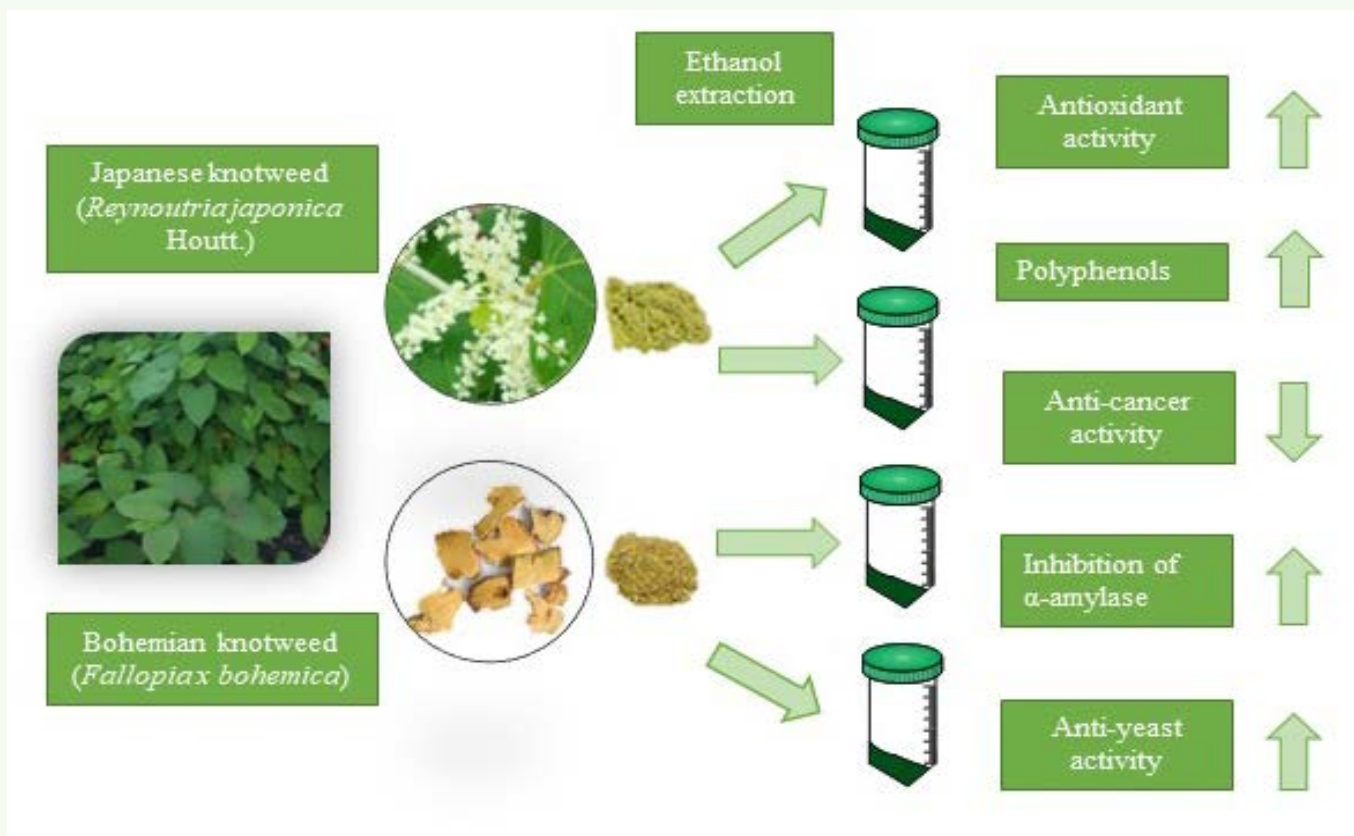 Ethanol
extraction
Japanese knotweed
(Reynoutria japonica
Houtt.)
Bohemian knotweed
(Fallopia x bohemica)
Antioxidant
activity
Polyphenols
Anti-cancer
activity
Inhibition of
α-amylase
Anti-yeast
activity